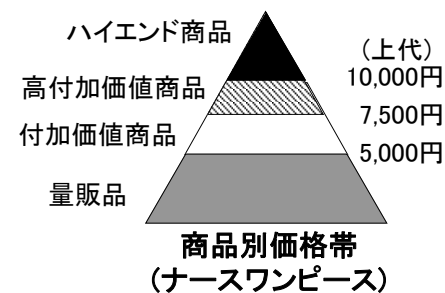 ハイエンド商品
(上代)
10,000円
高付加価値商品
7,500円
付加価値商品
5,000円
量販品
商品別価格帯
(ナースワンピース)